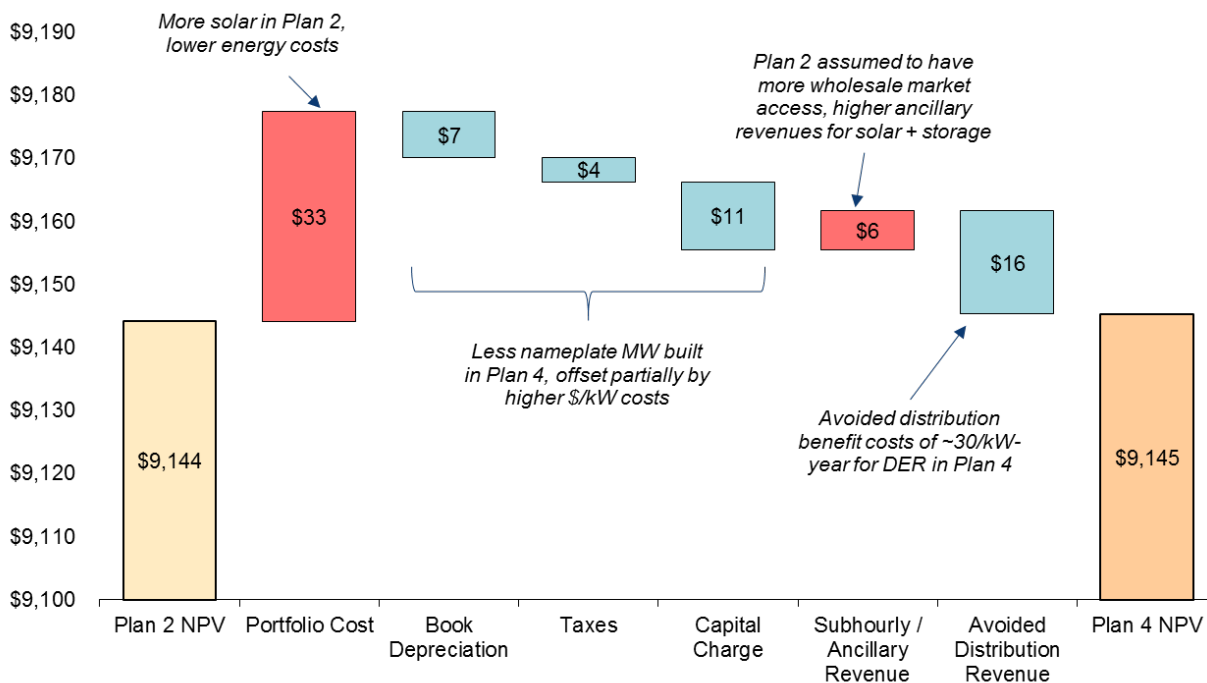 $9,190
$9,180
$9,170
$9,160
$9,150
$9,140
$9,130
$9,120
$9,110
$9,100
More solar in Plan 2,
lower energy costs
Plan 2 assumed to have
more wholesale market
access, higher ancillary
revenues for solar + storage
$7
$4
$33
$11
$6
$16
Less nameplate MW built
in Plan 4, offset partially by
higher $/kW costs
Avoided distribution
benefit costs of ~30/kW-
year for DER in Plan 4
$9,144
$9,145
Plan 2 NPV
Portfolio Cost
Book
Depreciation
Taxes
Capital
Charge
Subhourly /
Ancillary
Revenue
Avoided
Distribution
Revenue
Plan 4 NPV